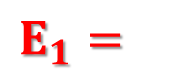 E₁ =